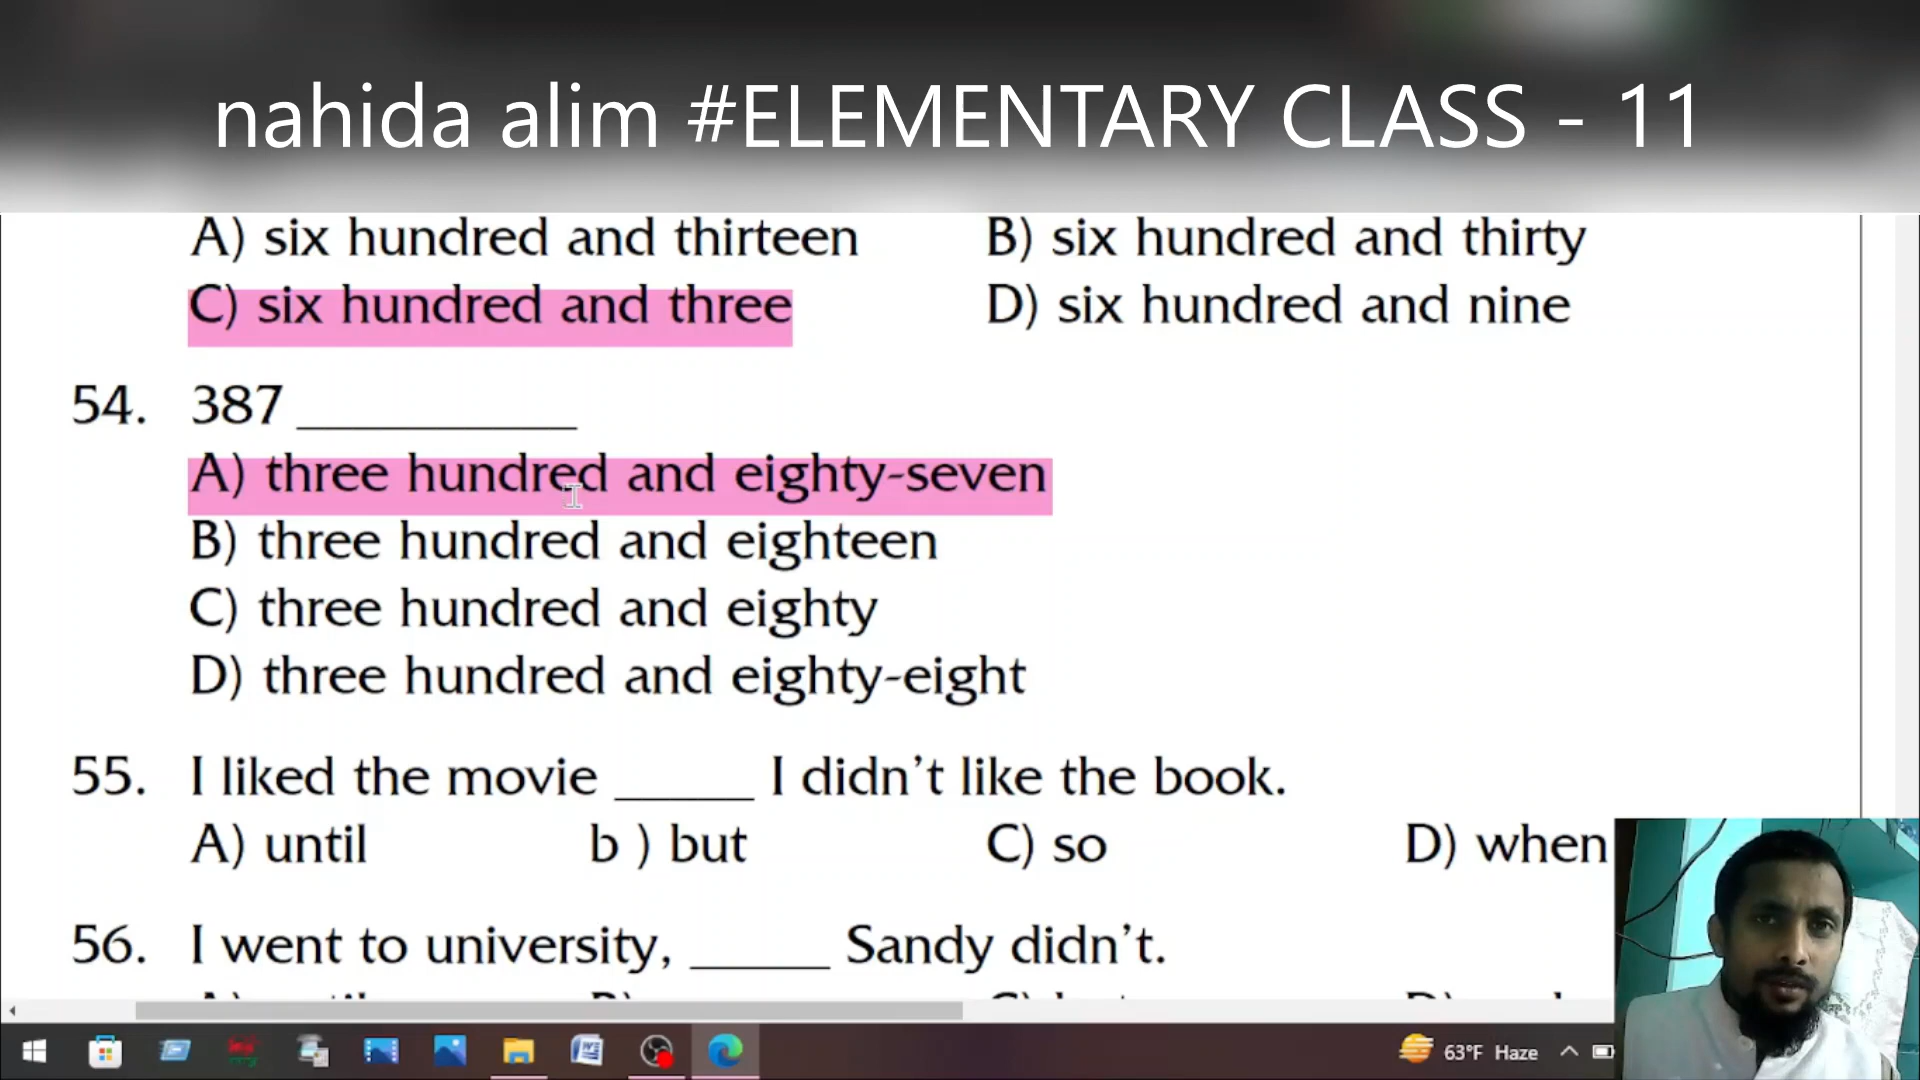 nahida alim #ELEMENTARY CLASS - 11
A) six hundred and thirteen B) six hundred and thirty
C) six hundred and three D) six hundred and nine
54. 387 __________
A) three hundred and eighty-seven
B) three hundred and eighteen
C) three hundred and eighty
D) three hundred and eighty-eight
55. I liked the movie _____ I didn't like the book.
A) until b ) but C) so D) when
56. I went to university, _____ Sandy didn't.
63°F Haze